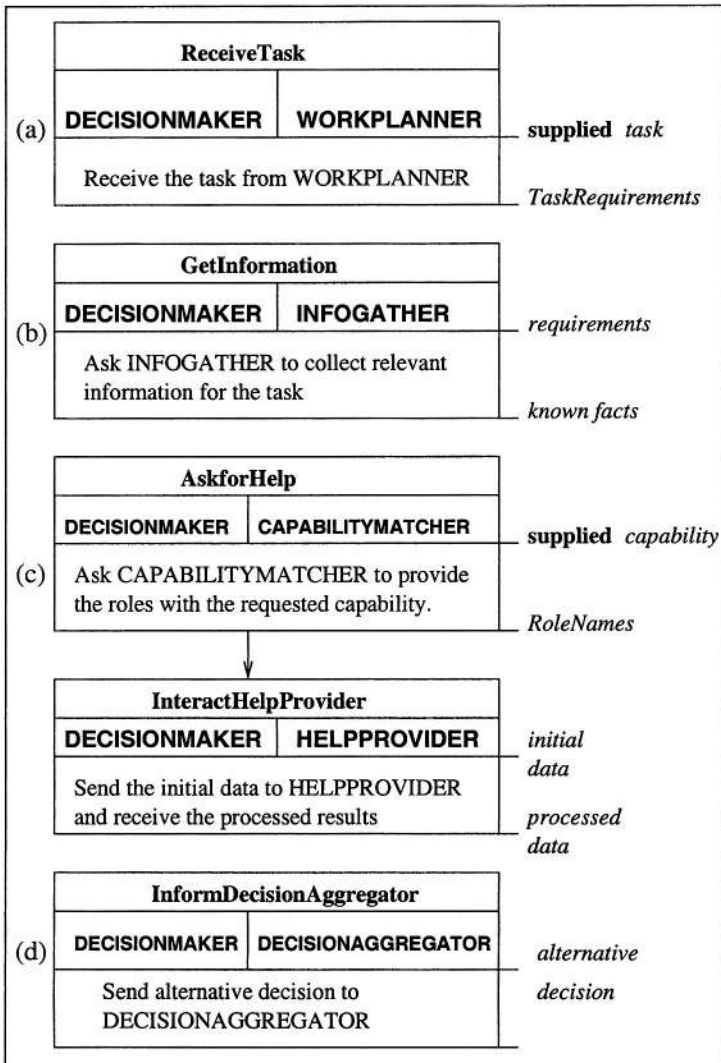 ReceiveTask
(a)
DECISIONMAKER WORKPLANNER
supplied task
Receive the task from WORKPLANNER
TaskRequirements
GetInformation
(b)
DECISIONMAKER INFOGATHER
requirements
Ask INFOGATHER to collect relevant
information for the task
known facts
AskforHelp
DECISIONMAKER CAPABILITYMATCHER
supplied capability
(c)
Ask CAPABILITYMATCHER to provide
the roles with the requested capability.
RoleNames
InteractHelpProvider
DECISIONMAKER HELPPROVIDER
initial
data
Send the initial data to HELPPROVIDER
and receive the processed results
processed
data
InformDecisionAggregator
(d)
DECISIONMAKER DECISIONAGGREGATOR
alternative
decision
Send alternative decision to
DECISIONAGGREGATOR